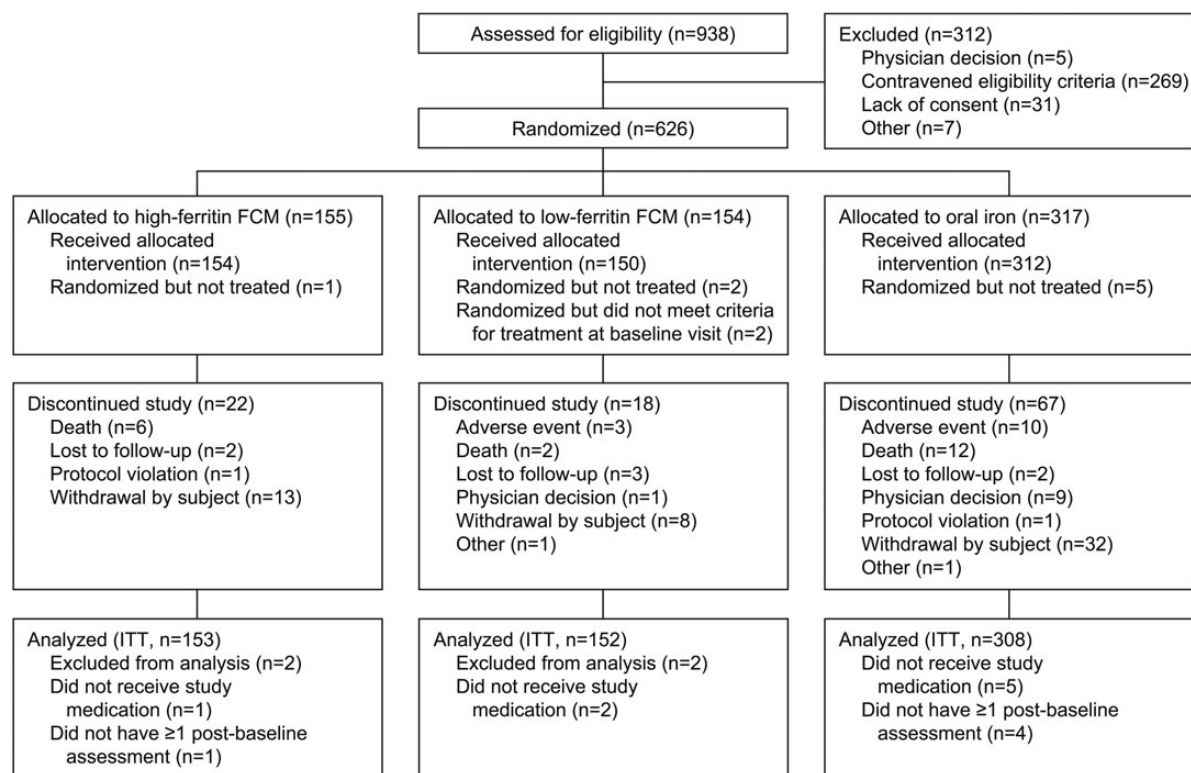 Assessed for eligibility (n=938)
Excluded (n=312)
Physician decision (n=5)
Contravened eligibility criteria (n=269)
Lack of consent (n=31)
Other (n=7)
Randomized (n=626)
Allocated to high-ferritin FCM (n=155)
Received allocated
intervention (n=154)
Randomized but not treated (n=1)
Allocated to low-ferritin FCM (n=154)
Received allocated
intervention (n=150)
Randomized but not treated (n=2)
Randomized but did not meet criteria
for treatment at baseline visit (n=2)
Allocated to oral iron (n=317)
Received allocated
intervention (n=312)
Randomized but not treated (n=5)
Discontinued study (n=22)
Death (n=6)
Lost to follow-up (n=2)
Protocol violation (n=1)
Withdrawal by subject (n=13)
Discontinued study (n=18)
Adverse event (n=3)
Death (n=2)
Lost to follow-up (n=3)
Physician decision (n=1)
Withdrawal by subject (n=8)
Other (n=1)
Discontinued study (n=67)
Adverse event (n=10)
Death (n=12)
Lost to follow-up (n=2)
Physician decision (n=9)
Protocol violation (n=1)
Withdrawal by subject (n=32)
Other (n=1)
Analyzed (ITT, n=153)
Excluded from analysis (n=2)
Did not receive study
medication (n=1)
Did not have ≥1 post-baseline
assessment (n=1)
Analyzed (ITT, n=152)
Excluded from analysis (n=2)
Did not receive study
medication (n=2)
Analyzed (ITT, n=308)
Did not receive study
medication (n=5)
Did not have ≥1 post-baseline
assessment (n=4)